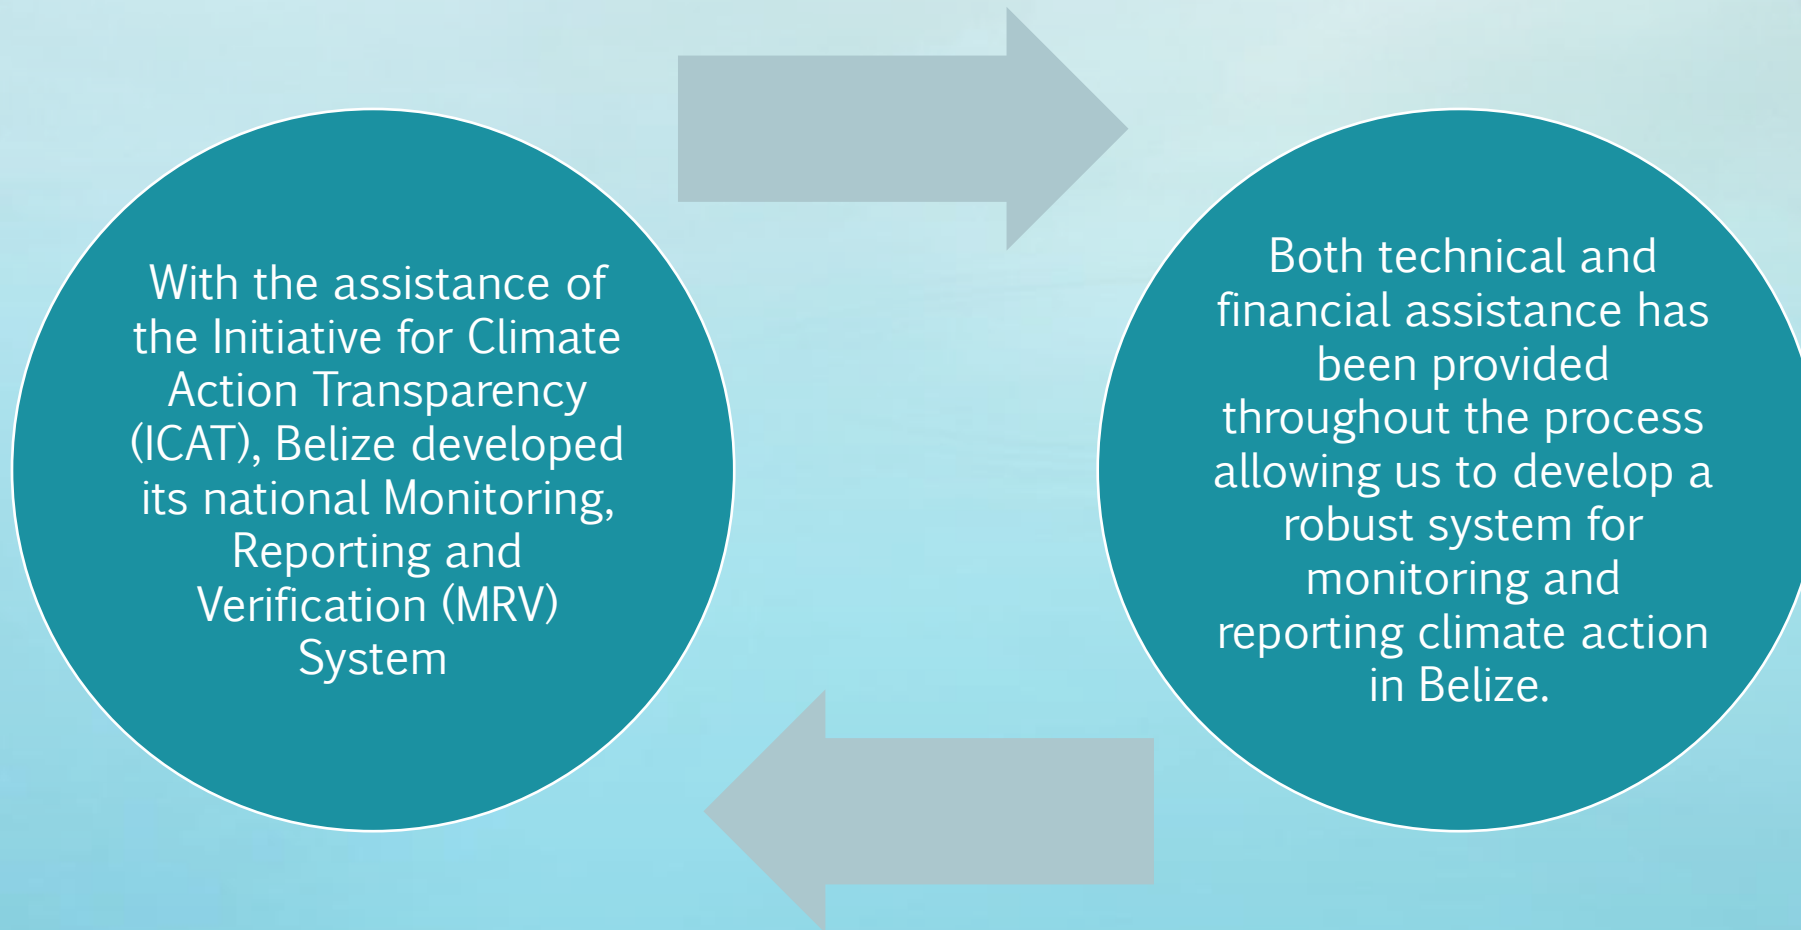 With the assistance of
the Initiative for Climate
Action Transparency
(ICAT), Belize developed
its national Monitoring,
Reporting and
Verification (MRV)
System
Both technical and
financial assistance has
been provided
throughout the process
allowing us to develop a
robust system for
monitoring and
reporting climate action
in Belize.